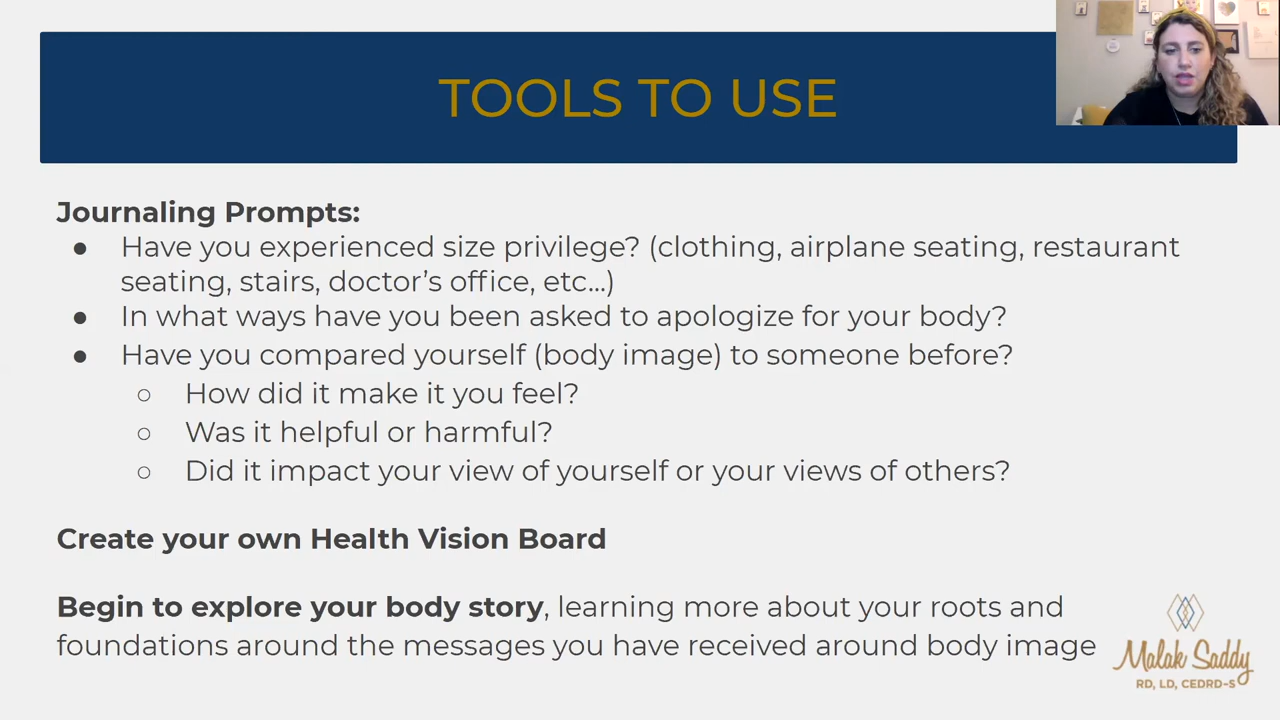 TOOLS TO USE
Journaling Prompts:
● Have you experienced size privilege? (clothing, airplane seating, restaurant
seating, stairs, doctor’s office, etc...)
● In what ways have you been asked to apologize for your body?
● Have you compared yourself (body image) to someone before?
○ How did it make it you feel?
○ Was it helpful or harmful?
○ Did it impact your view of yourself or your views of others?
Create your own Health Vision Board
Begin to explore your body story, learning more about your roots and
foundations around the messages you have received around body image
Malak Saddy
RD, LD, CEDRD-S